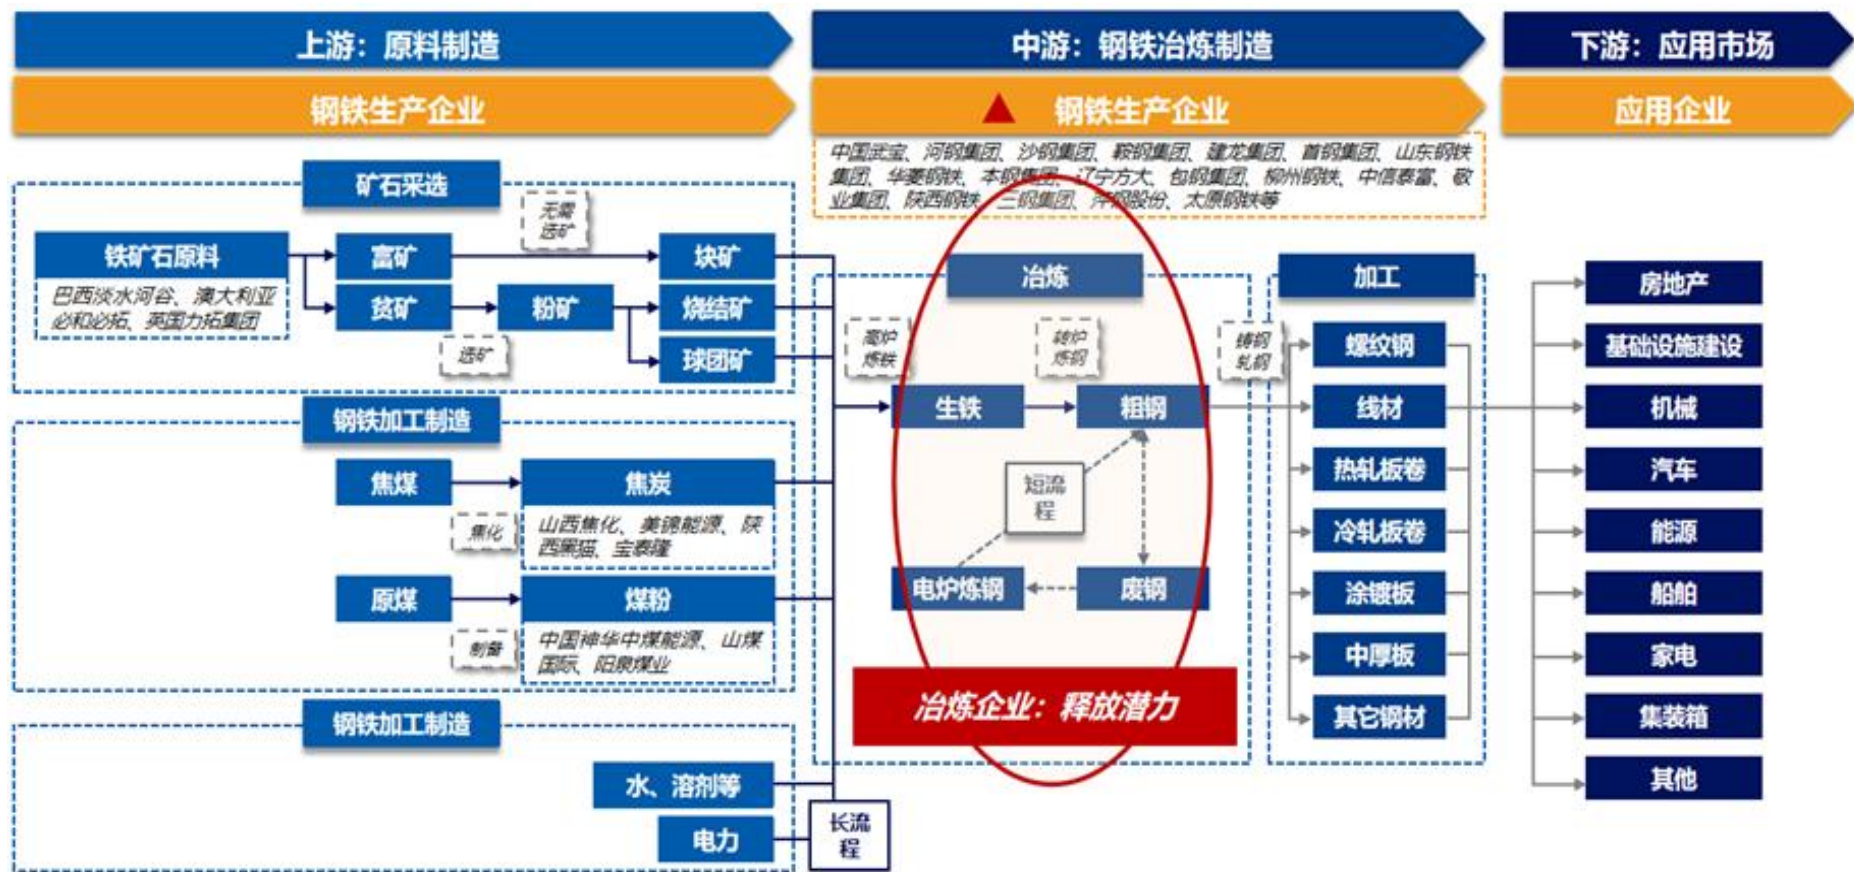 上游：原料制造
中游：钢铁冶炼制造
下游：应用市场
钢铁生产企业
▲ 钢铁生产企业
应用企业
中国武宝、河钢集团、沙钢集团、鞍钢集团、建龙集团、首钢集团、山东钢铁
集团、华菱钢铁、本钢集团、辽宁方大、包钢集团、柳州钢铁、中信泰富、敬
业集团、陕西钢铁、三钢集团、萍钢股份、太原钢铁等
矿石采选
无需
选矿
铁矿石原料
巴西淡水河谷、澳大利亚
必和必拓、英国力拓集团
富矿
块矿
贫矿
粉矿
烧结矿
选矿
球团矿
钢铁加工制造
焦煤
焦炭
焦化
山西焦化、美锦能源、陕
西黑猫、宝泰隆
原煤
煤粉
制备
中国神华中煤能源、山煤
国际、阳泉煤业
钢铁加工制造
水、溶剂等
电力
长流
程
冶炼
高炉
炼铁
转炉
炼钢
生铁
粗钢
短流
程
电炉炼钢
废钢
冶炼企业：释放潜力
铸钢
轧钢
加工
螺纹钢
线材
热轧板卷
冷轧板卷
涂镀板
中厚板
其它钢材
房地产
基础设施建设
机械
汽车
能源
船舶
家电
集装箱
其他